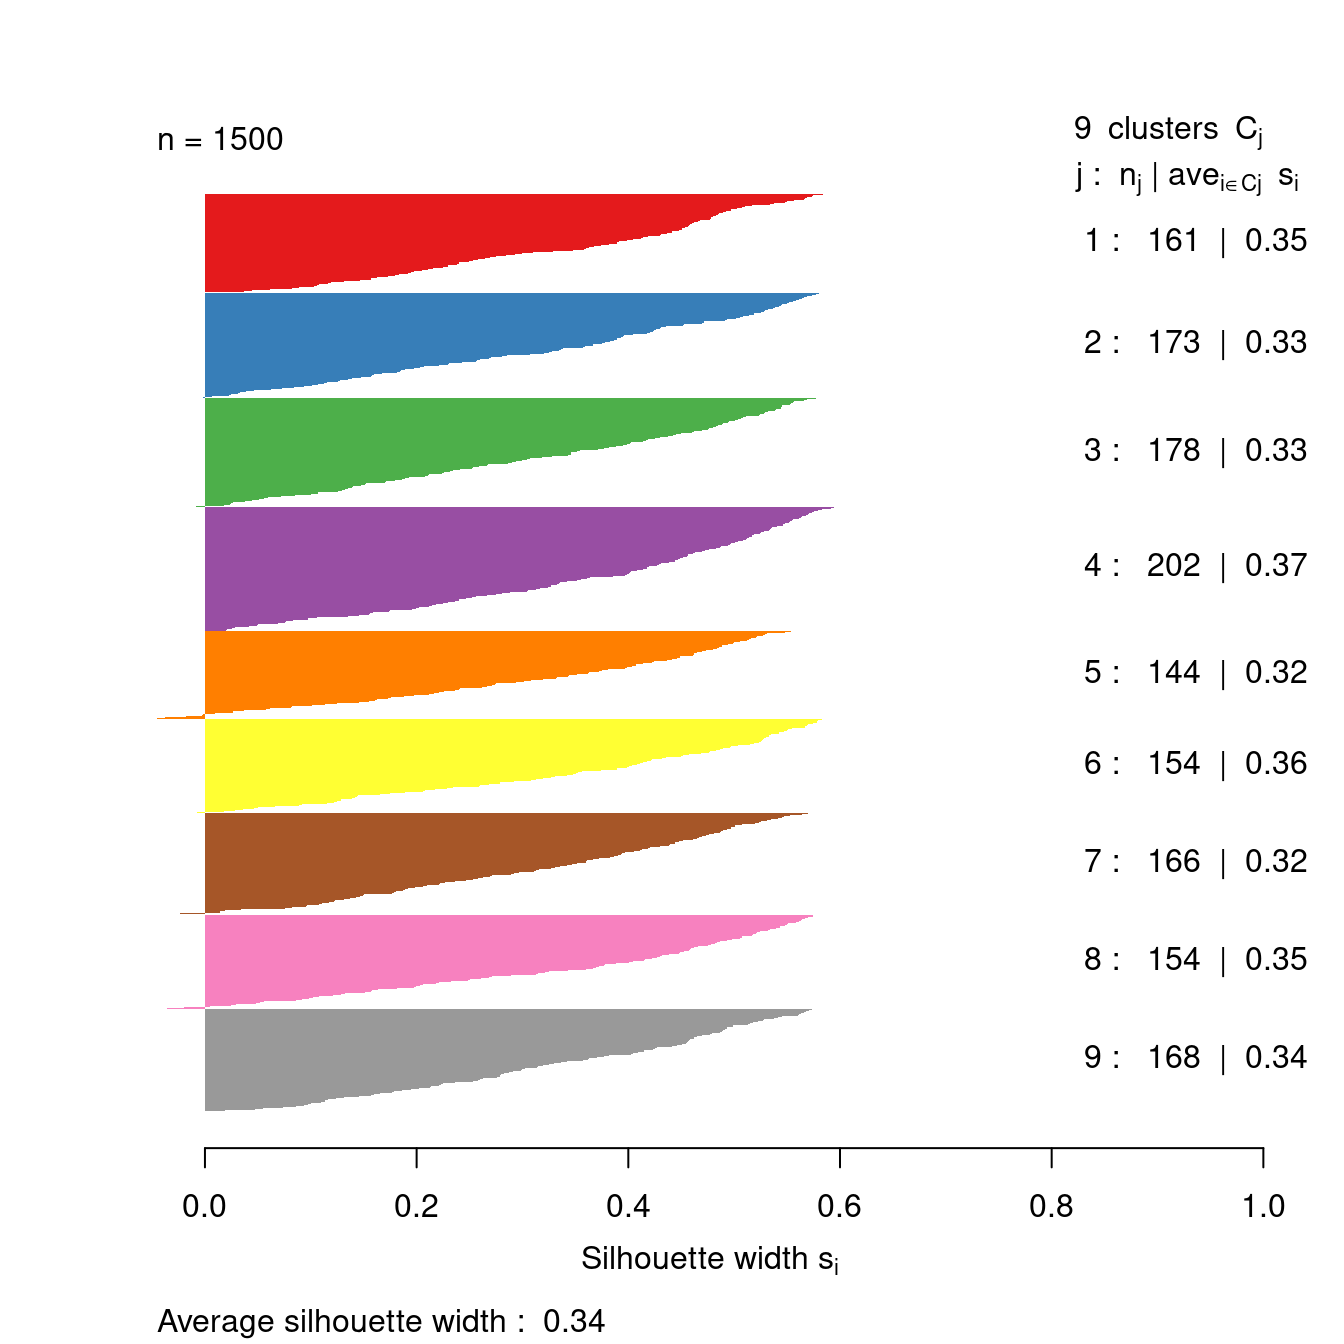 n = 1500
9 clusters Cj
j : nj | avei∈Cj si
1 : 161 | 0.35
2 : 173 | 0.33
3 : 178 | 0.33
4 : 202 | 0.37
5 : 144 | 0.32
6 : 154 | 0.36
7 : 166 | 0.32
8 : 154 | 0.35
9 : 168 | 0.34
0.0 0.2 0.4 0.6 0.8 1.0
Silhouette width si
Average silhouette width : 0.34